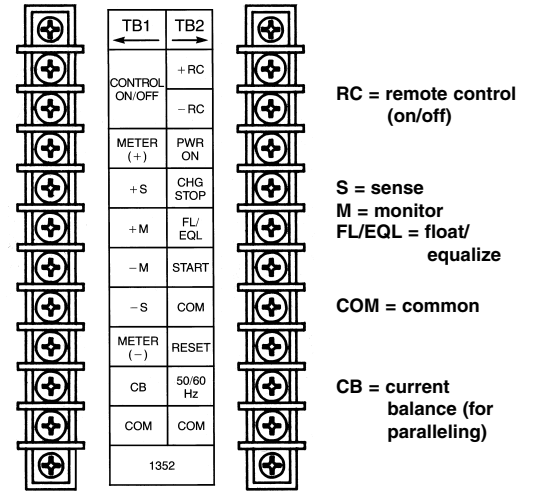 TB1 TB2
CONTROL
ON/OFF
+ RC
– RC
METER
(+)
PWR
ON
+ S
CHG
STOP
+ M
FL/
EQL
– M
START
– S
COM
METER
(–)
RESET
CB
50/60
Hz
COM
COM
1352
RC = remote control
(on/off)
S = sense
M = monitor
FL/EQL = float/
equalize
COM = common
CB = current
balance (for
paralleling)